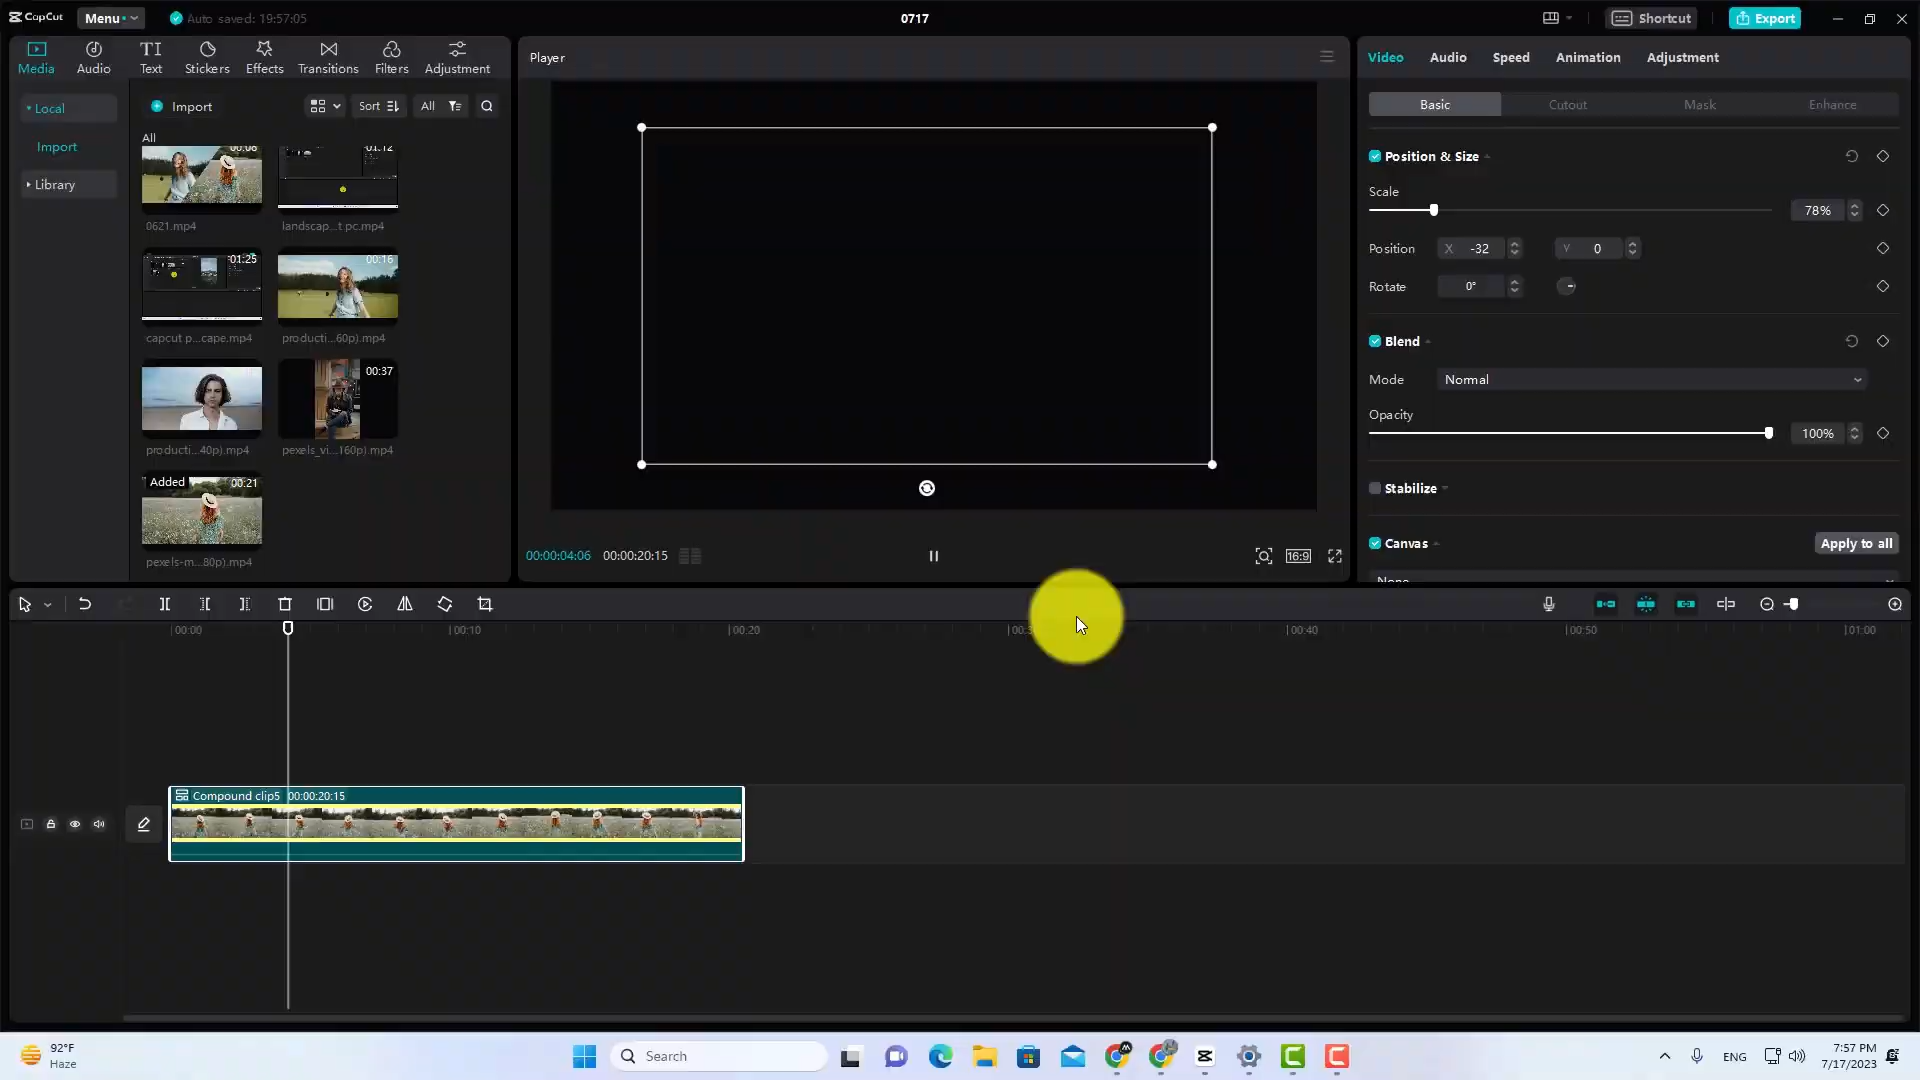 CapCut
Menu
Auto saved: 19:57:05
0717
Shortcut
Export
Media
Audio
Text
Stickers
Effects
Transitions
Filters
Adjustment
Local
Import
Library
Import
Sort
All
All
00:08
01:12
0621.mp4
landscap...t pc.mp4
01:25
00:16
capcut p...cape.mp4
producti...60p).mp4
00:37
producti...40p).mp4
pexels_vi...160p).mp4
Added
00:21
pexels-m...80p).mp4
Player
00:00:04:06
00:00:20:15
16:9
Video
Audio
Speed
Animation
Adjustment
Basic
Cutout
Mask
Enhance
Position & Size
Scale
78%
Position
X -32
Y 0
Rotate
0°
Blend
Mode
Normal
Opacity
100%
Stabilize
Canvas
Apply to all
None
00:00
00:10
00:20
00:40
00:50
01:00
Compound clip5 00:00:20:15
92°F
Haze
Search
ENG
7:57 PM
7/17/2023